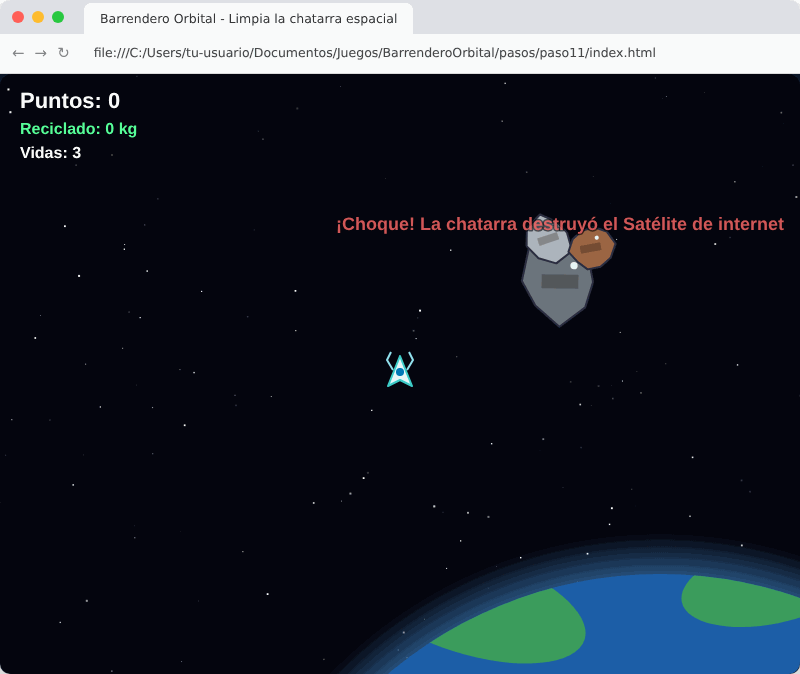 Barrendero Orbital - Limpia la chatarra espacial
file:///C:/Users/tu-usuario/Documentos/Juegos/BarrenderoOrbital/pasos/paso11/index.html
Puntos: 0
Reciclado: 0 kg
Vidas: 3
¡Choque! La chatarra destruyó el Satélite de internet